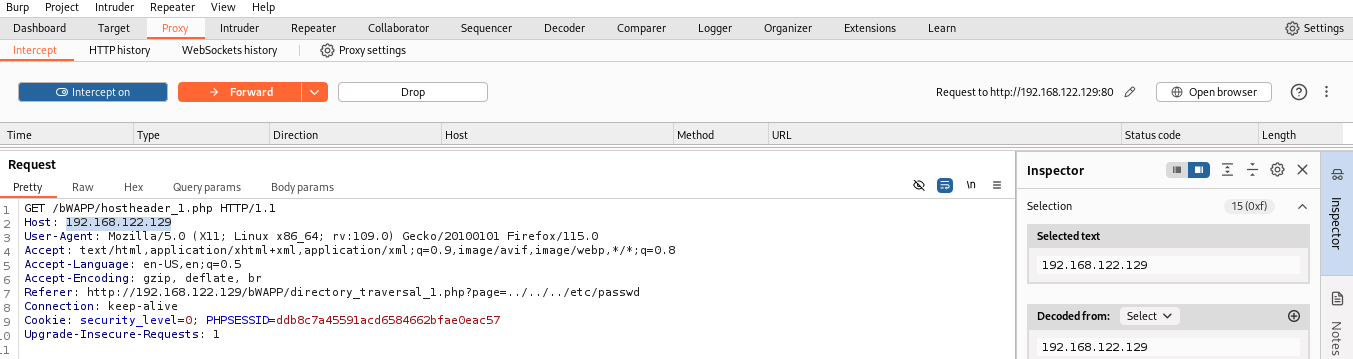 Burp Project Intruder Repeater View Help
Dashboard Target Proxy Intruder Repeater Collaborator Sequencer Decoder Comparer Logger Organizer Extensions Learn Settings
Intercept HTTP history WebSockets history Proxy settings
Intercept on Forward Drop Request to http://192.168.122.129:80 Open browser
Time Type Direction Host Method URL Status code Length
Request
Pretty Raw Hex Query params Body params \n
1 GET /bWAPP/hostheader_1.php HTTP/1.1
2 Host: 192.168.122.129
3 User-Agent: Mozilla/5.0 (X11; Linux x86_64; rv:109.0) Gecko/20100101 Firefox/115.0
4 Accept: text/html,application/xhtml+xml,application/xml;q=0.9,image/avif,image/webp,*/*;q=0.8
5 Accept-Language: en-US,en;q=0.5
6 Accept-Encoding: gzip, deflate, br
7 Referer: http://192.168.122.129/bWAPP/directory_traversal_1.php?page=../../../etc/passwd
8 Connection: keep-alive
9 Cookie: security_level=0; PHPSESSID=ddb8c7a45591acd6584662bfae0eac57
10 Upgrade-Insecure-Requests: 1
11
Inspector
Selection 15 (0xf)
Selected text
192.168.122.129
Decoded from: Select
192.168.122.129
Inspector
Notes